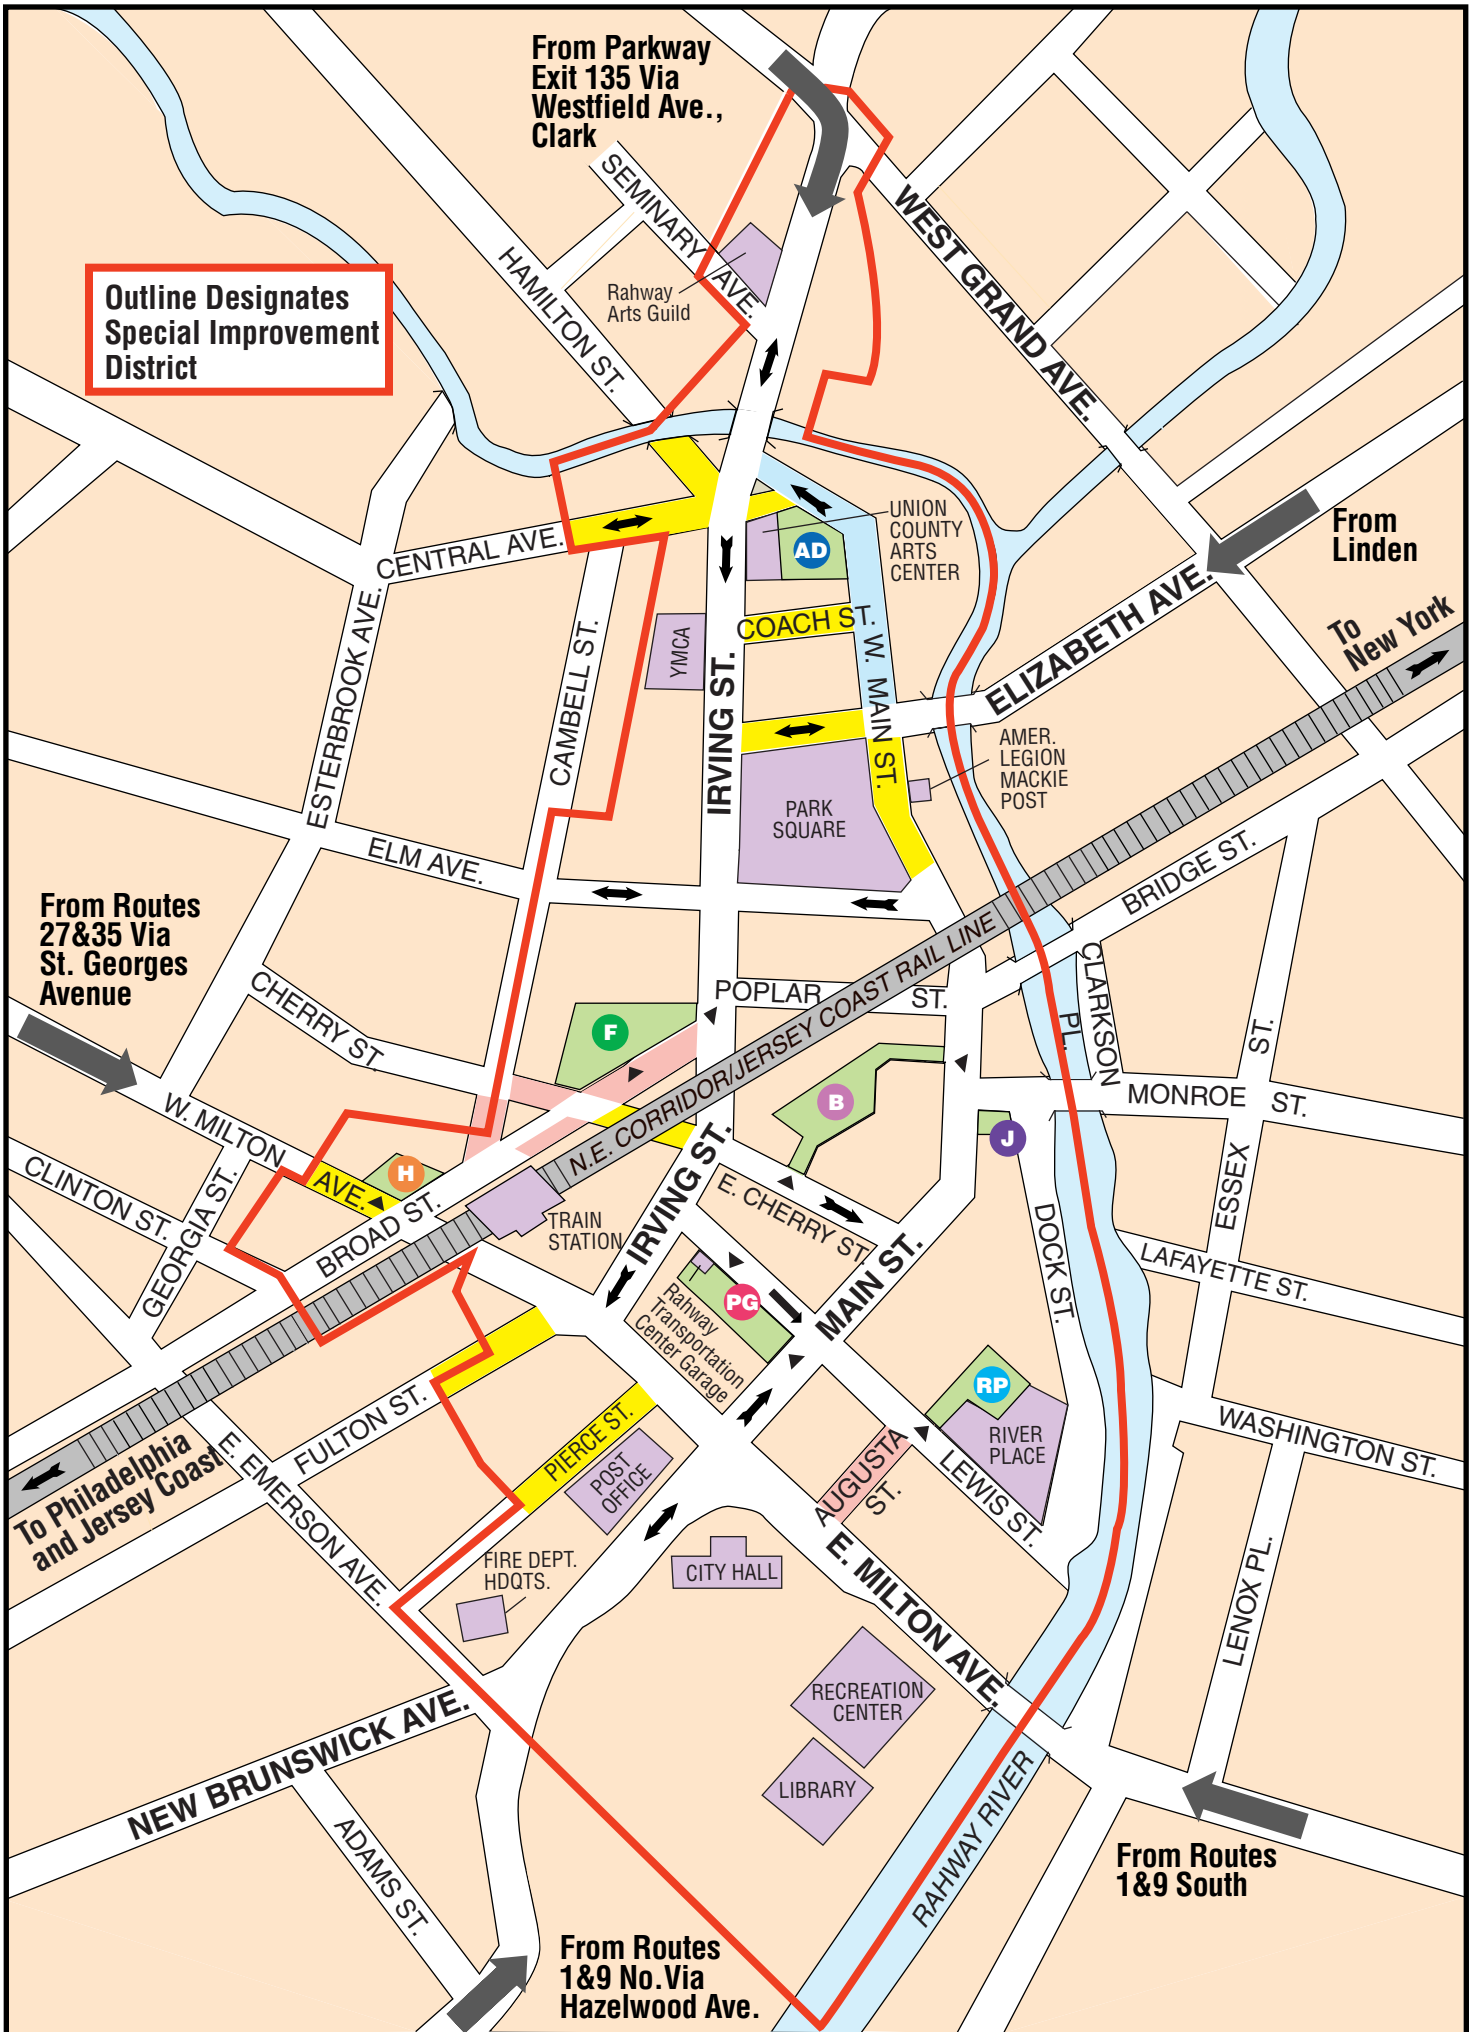 From Parkway
Exit 135 Via
Westfield Ave.,
Clark
SEMINARY AVE.
HAMILTON ST.
Rahway
Arts Guild
WEST GRAND AVE.
Outline Designates
Special Improvement
District
CENTRAL AVE.
UNION
COUNTY
ARTS
CENTER
AD
From
Linden
ELIZABETH AVE.
To
New York
ESTERBROOK AVE.
CAMBELL ST.
YMCA
COACH ST.
W. MAIN ST.
IRVING ST.
AMER.
LEGION
MACKIE
POST
PARK
SQUARE
ELM AVE.
BRIDGE ST.
From Routes
27&35 Via
St. Georges
Avenue
CHERRY ST.
POPLAR ST.
N.E. CORRIDOR/JERSEY COAST RAIL LINE
CLARKSON
PL.
F
B
J
MONROE ST.
ESSEX ST.
W. MILTON AVE.
H
CLINTON ST.
GEORGIA ST.
BROAD ST.
TRAIN
STATION
IRVING ST.
E. CHERRY ST.
MAIN ST.
DOCK ST.
LAFAYETTE ST.
PG
Rahway
Transportation
Center Garage
RP
RIVER
PLACE
FULTON ST.
PIERCE ST.
POST
OFFICE
AUGUSTA
ST.
LEWIS ST.
WASHINGTON ST.
To Philadelphia
and Jersey Coast
E. EMERSON AVE.
FIRE DEPT.
HDQTS.
CITY HALL
E. MILTON AVE.
LENOX PL.
RECREATION
CENTER
LIBRARY
NEW BRUNSWICK AVE.
ADAMS ST.
RAHWAY RIVER
From Routes
1&9 South
From Routes
1&9 No.Via
Hazelwood Ave.